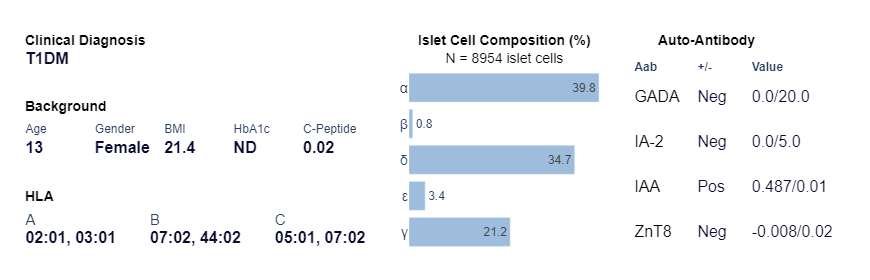 Clinical Diagnosis
T1DM
Background
Age Gender BMI HbA1c C-Peptide
13 Female 21.4 ND 0.02
HLA
A B C
02:01, 03:01 07:02, 44:02 05:01, 07:02
Islet Cell Composition (%)
N = 8954 islet cells
α 39.8
β 0.8
δ 34.7
ε 3.4
γ 21.2
Auto-Antibody
Aab +/- Value
GADA Neg 0.0/20.0
IA-2 Neg 0.0/5.0
IAA Pos 0.487/0.01
ZnT8 Neg -0.008/0.02